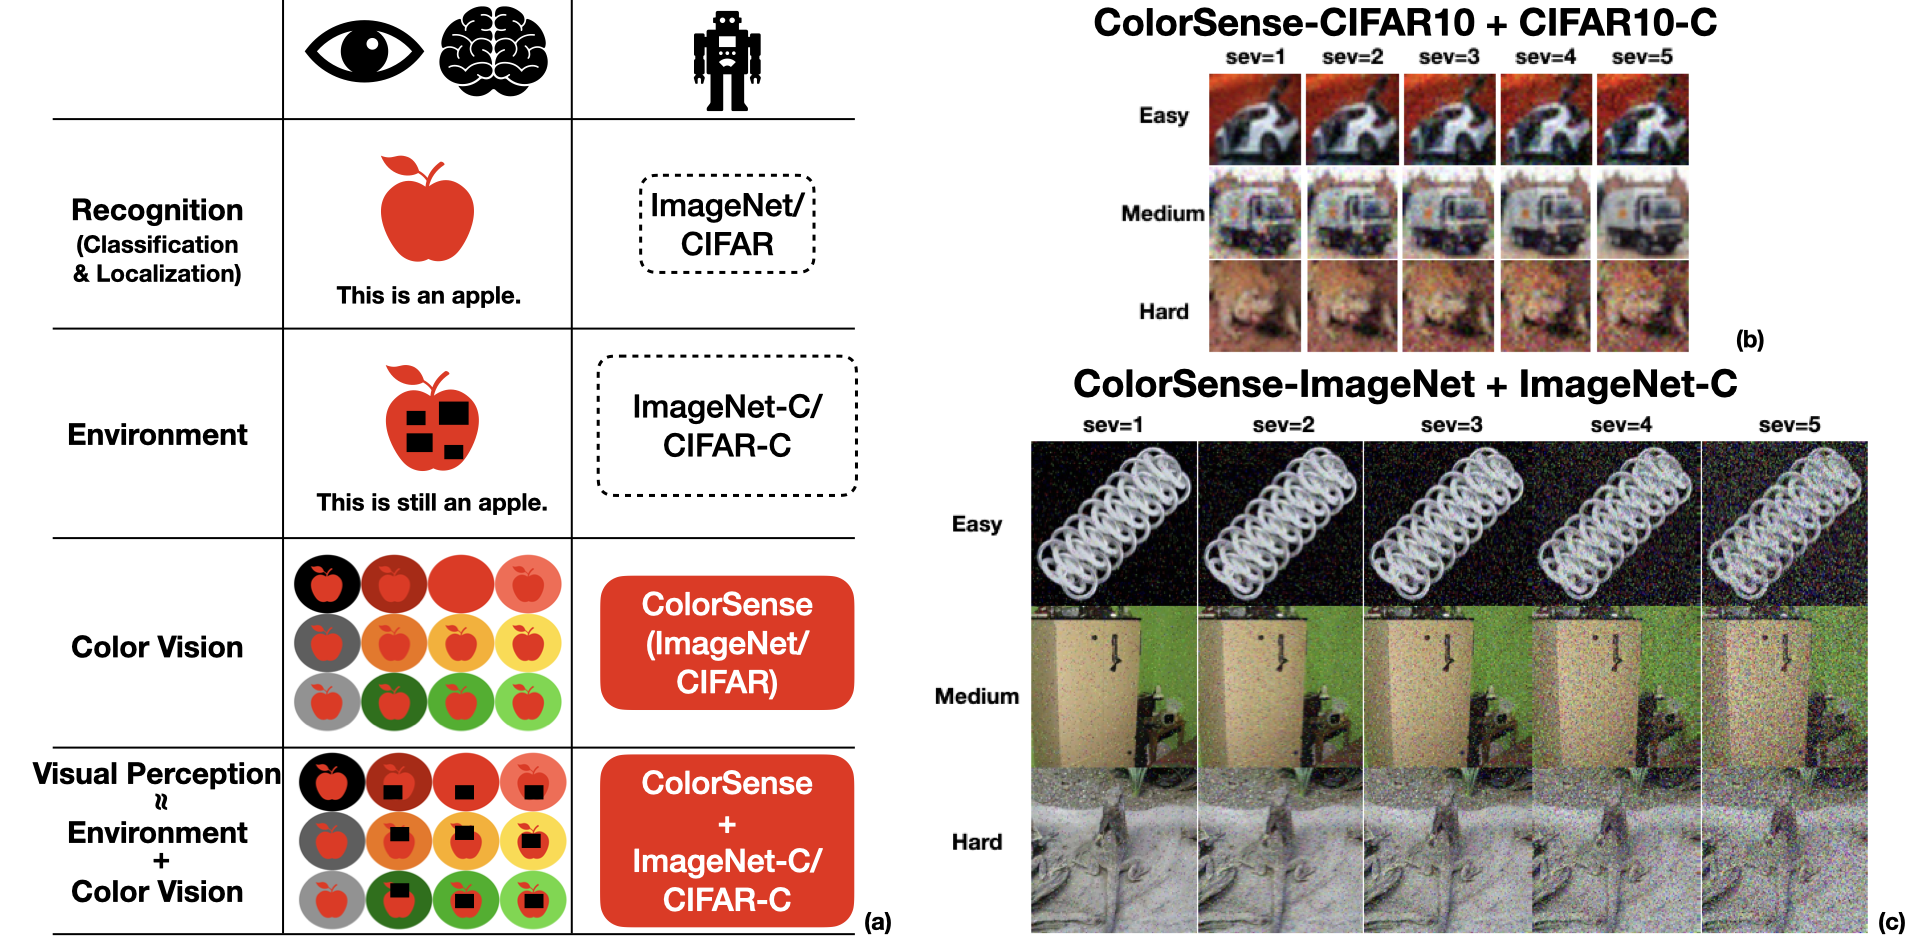 Recognition
(Classification
& Localization)
This is an apple.
ImageNet/
CIFAR
Environment
This is still an apple.
ImageNet-C/
CIFAR-C
Color Vision
ColorSense
(ImageNet/
CIFAR)
Visual Perception
≈
Environment
+
Color Vision
ColorSense
+
ImageNet-C/
CIFAR-C
(a)
ColorSense-CIFAR10 + CIFAR10-C
sev=1 sev=2 sev=3 sev=4 sev=5
Easy
Medium
Hard
(b)
ColorSense-ImageNet + ImageNet-C
sev=1 sev=2 sev=3 sev=4 sev=5
Easy
Medium
Hard
(c)